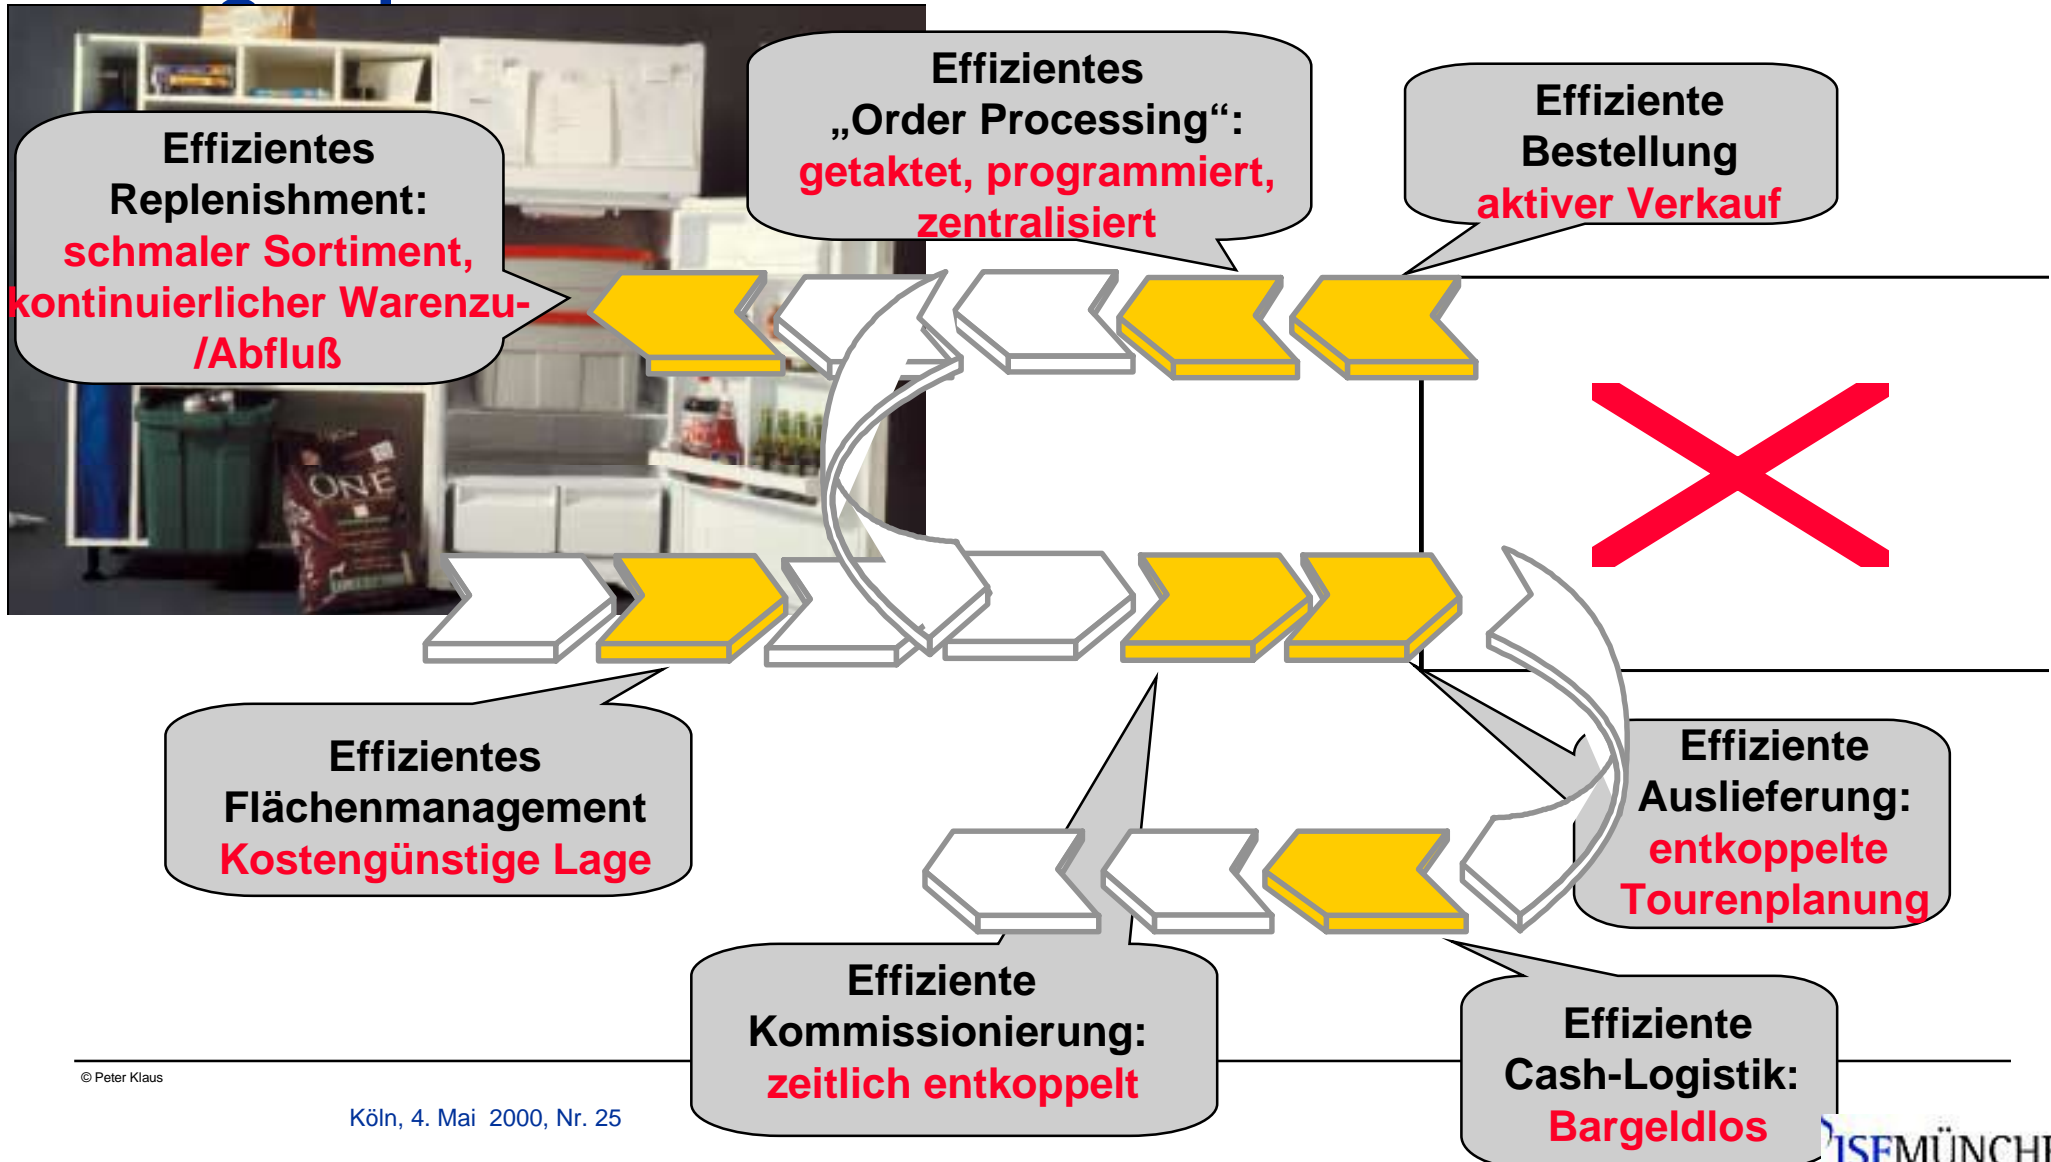 Effizientes
„Order Processing“:
getaktet, programmiert,
zentralisiert
Effiziente
Bestellung
aktiver Verkauf
Effizientes
Replenishment:
schmaler Sortiment,
kontinuierlicher Warenzu-
/Abfluß
ONE
Effizientes
Flächenmanagement
Kostengünstige Lage
Effiziente
Auslieferung:
entkoppelte
Tourenplanung
Effiziente
Kommissionierung:
zeitlich entkoppelt
Effiziente
Cash-Logistik:
Bargeldlos
© Peter Klaus
Köln, 4. Mai 2000, Nr. 25